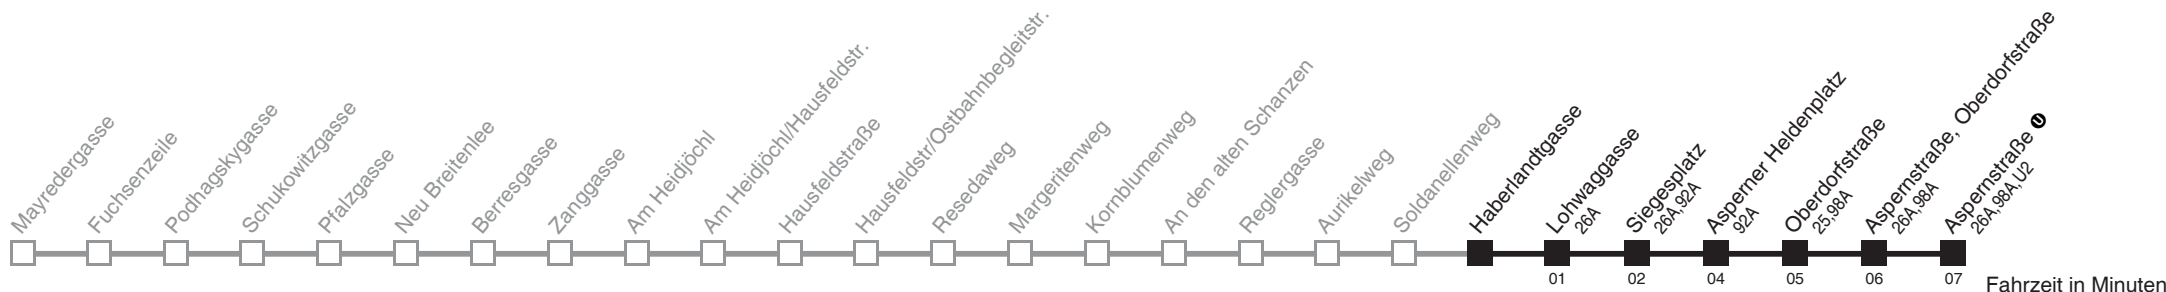 Mayredergasse
Fuchsenzeile
Podhagskygasse
Schukowitzgasse
Pfalzgasse
Neu Breitenlee
Berresgasse
Zanggasse
Am Heidjöchl
Am Heidjöchl/Hausfeldstr.
Hausfeldstraße
Hausfeldstr/Ostbahnbegleitstr.
Resedaweg
Margeritenweg
Kornblumenweg
An den alten Schanzen
Reglergasse
Aurikelweg
Soldanellenweg
Haberlandtgasse
Lohwaggasse
26A
Siegesplatz
26A,92A
Asperner Heldenplatz
92A
Oberdorfstraße
25,98A
Aspernstraße, Oberdorfstraße
26A,98A
Aspernstraße U
26A,98A,U2
01 02 04 05 06 07 Fahrzeit in Minuten